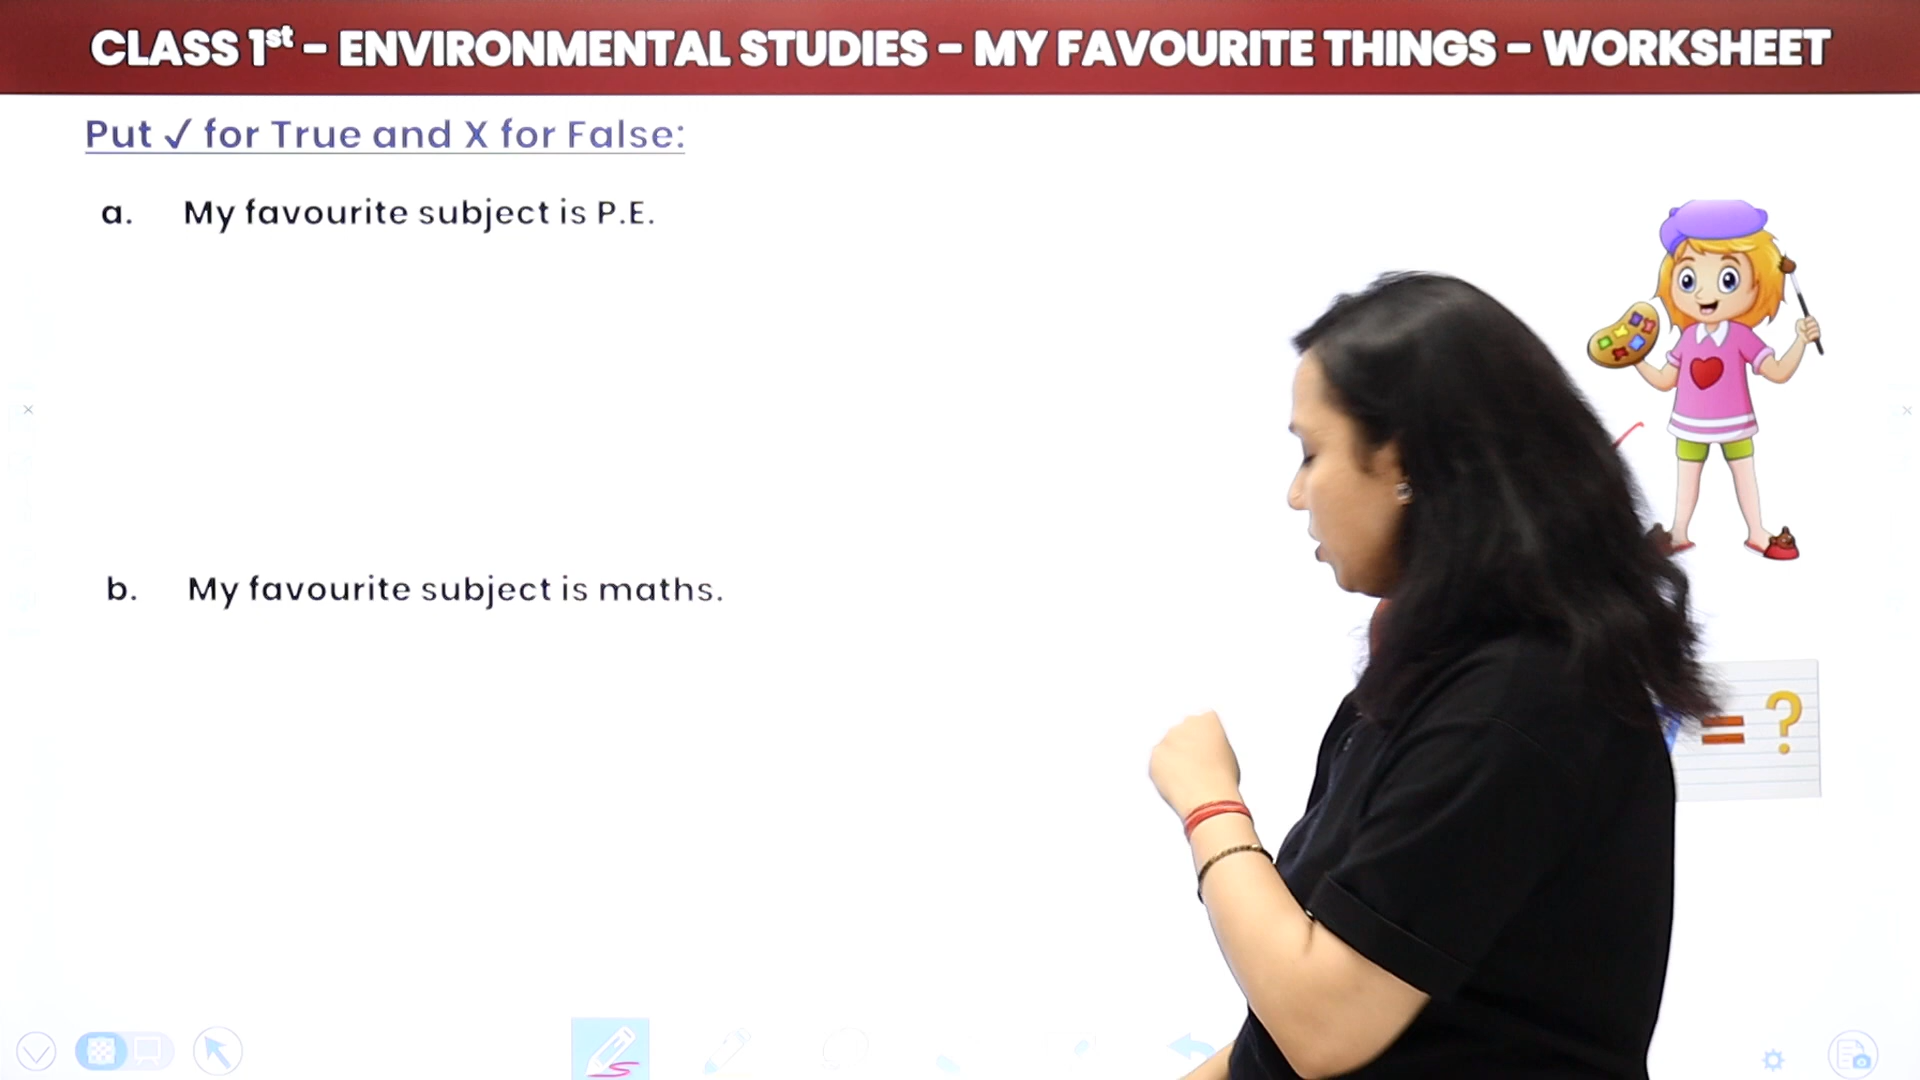 CLASS 1st – ENVIRONMENTAL STUDIES – MY FAVOURITE THINGS – WORKSHEET
Put ✓ for True and X for False:
a. My favourite subject is P.E.
b. My favourite subject is maths.
= ?